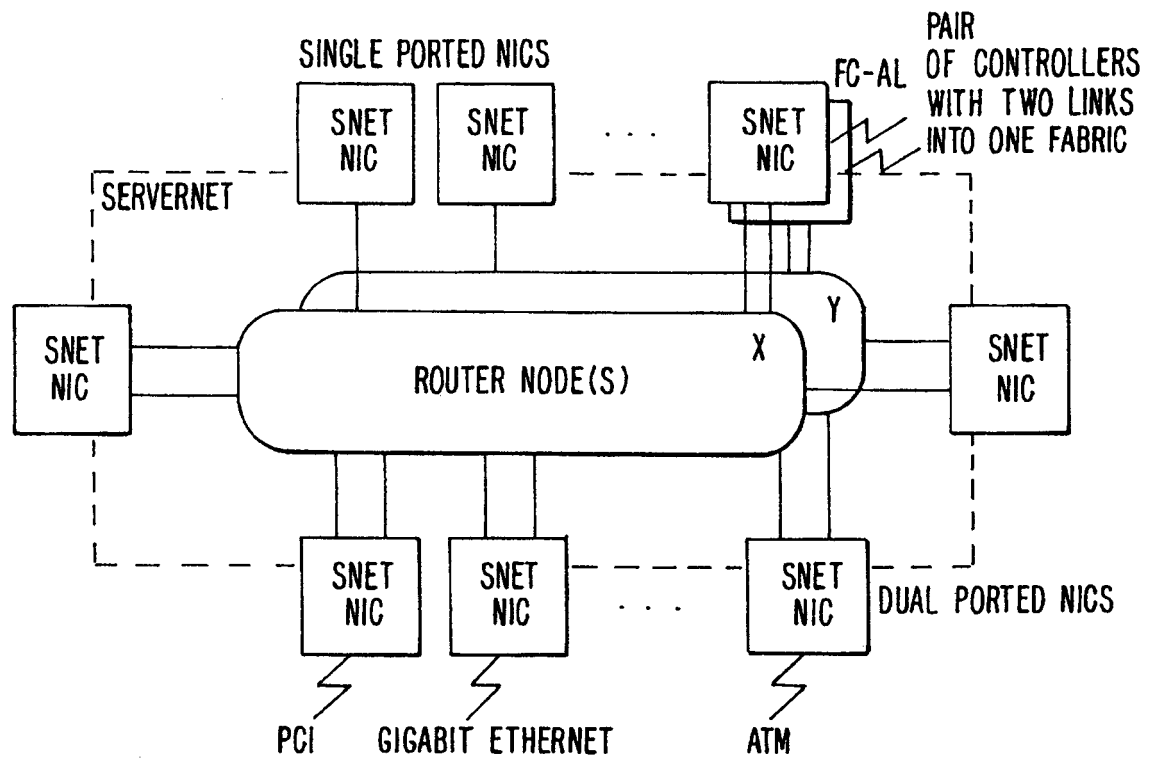 SINGLE PORTED NICS
PAIR
OF CONTROLLERS
WITH TWO LINKS
INTO ONE FABRIC
FC-AL
SNET
NIC
SNET
NIC
. . .
SNET
NIC
SERVERNET
SNET
NIC
ROUTER NODE(S)
X
Y
SNET
NIC
SNET
NIC
SNET
NIC
. . . .
SNET
NIC
DUAL PORTED NICS
PCI
GIGABIT ETHERNET
ATM